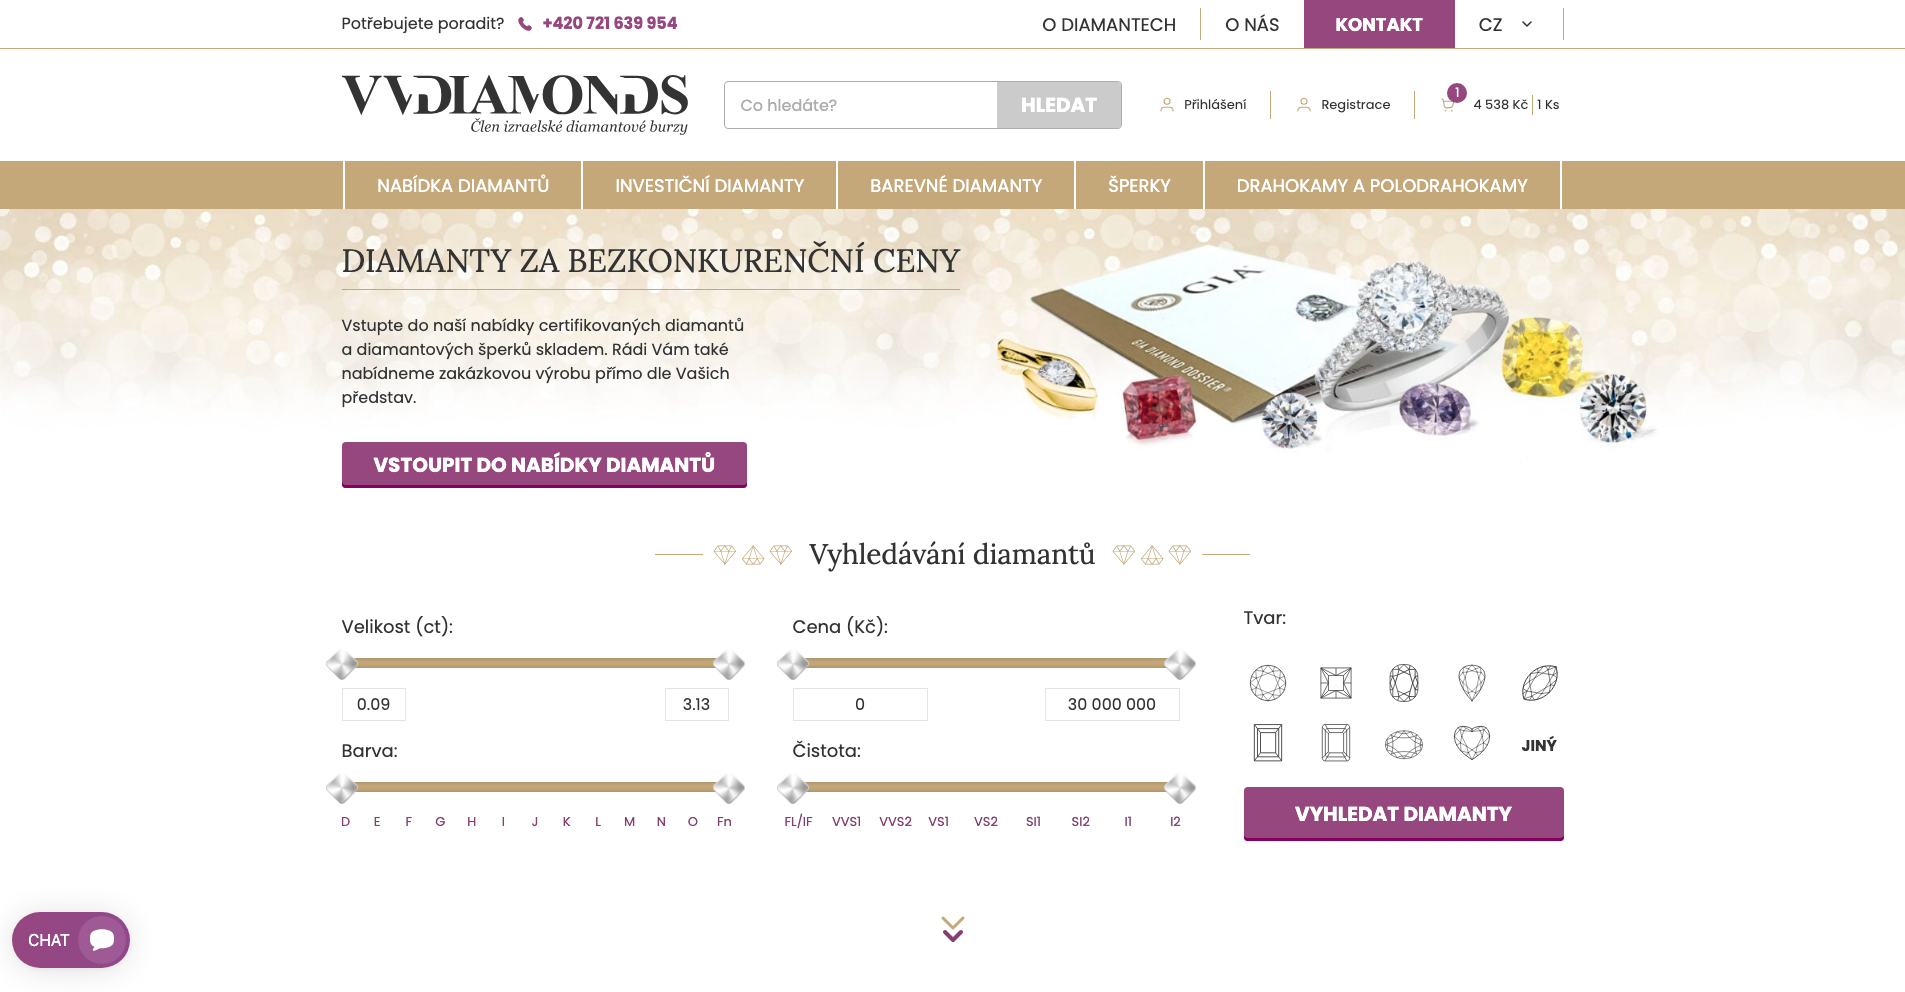 Potřebujete poradit? +420 721 639 954
O DIAMANTECH
O NÁS
KONTAKT
CZ
VVDIAMONDS
Člen izraelské diamantové burzy
Co hledáte?
HLEDAT
Přihlášení
Registrace
1
4 538 Kč
1 Ks
NABÍDKA DIAMANTŮ
INVESTIČNÍ DIAMANTY
BAREVNÉ DIAMANTY
ŠPERKY
DRAHOKAMY A POLODRAHOKAMY
DIAMANTY ZA BEZKONKURENČNÍ CENY
Vstupte do naší nabídky certifikovaných diamantů
a diamantových šperků skladem. Rádi Vám také
nabídneme zakázkovou výrobu přímo dle Vašich
představ.
VSTOUPIT DO NABÍDKY DIAMANTŮ
GIA
GIA DIAMOND DOSSIER®
Vyhledávání diamantů
Velikost (ct):
0.09
3.13
Cena (Kč):
0
30 000 000
Barva:
D E F G H I J K L M N O Fn
Čistota:
FL/IF VVS1 VVS2 VS1 VS2 SI1 SI2 I1 I2
Tvar:
JINÝ
VYHLEDAT DIAMANTY
CHAT